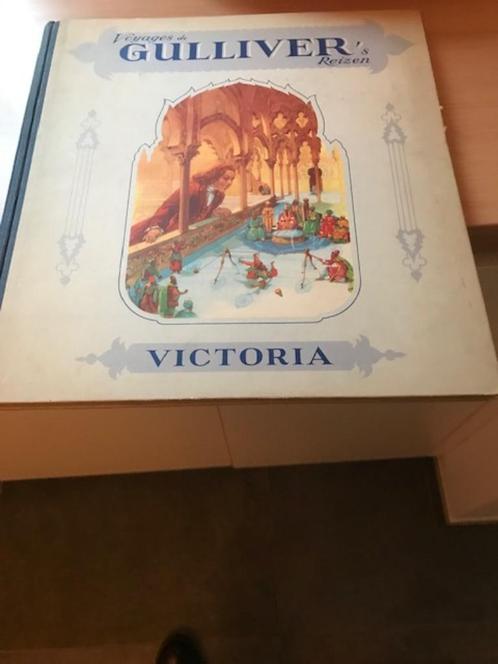 Voyages de
GULLIVER's
Reizen
VICTORIA